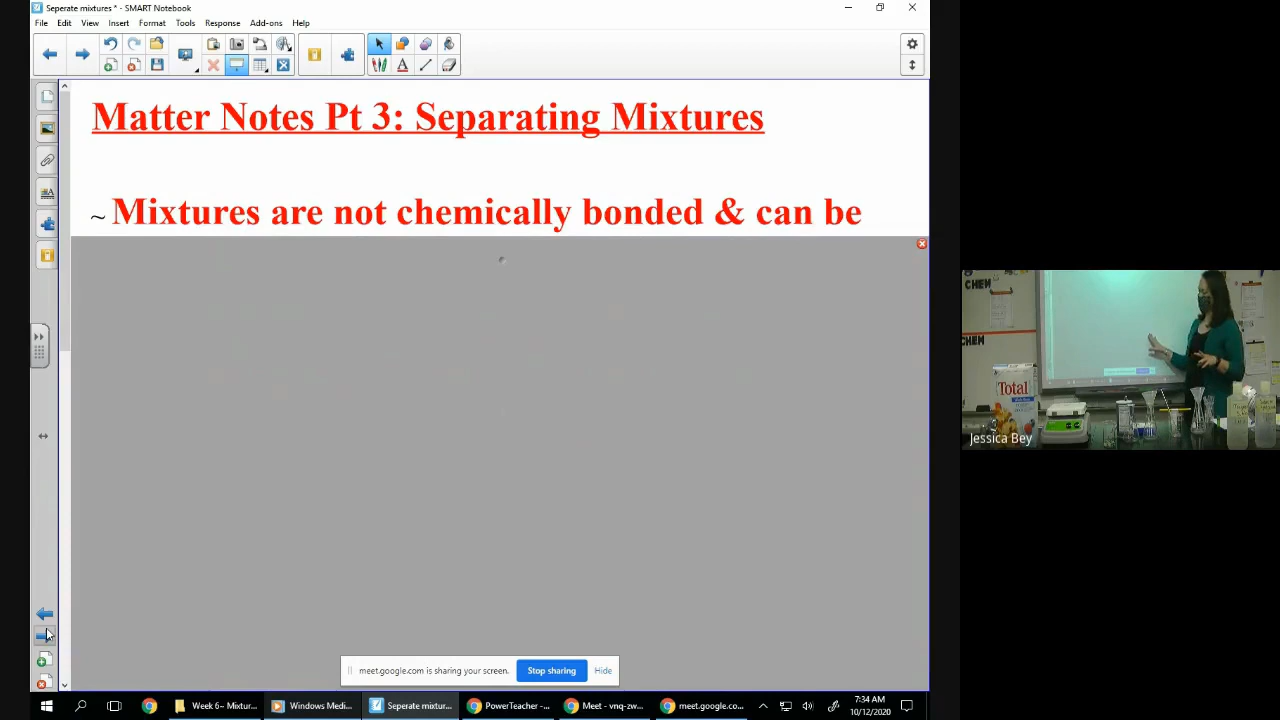 Seperate mixtures * - SMART Notebook
File Edit View Insert Format Tools Response Add-ons Help
Matter Notes Pt 3: Separating Mixtures
~ Mixtures are not chemically bonded & can be
CHEM
CHEM
Total
Jessica Bey
meet.google.com is sharing your screen. Stop sharing Hide
Week 6~ Mixtur... Windows Medi... Seperate mixtur... PowerTeacher -... Meet - vnq-zw... meet.google.co...
7:34 AM
10/12/2020